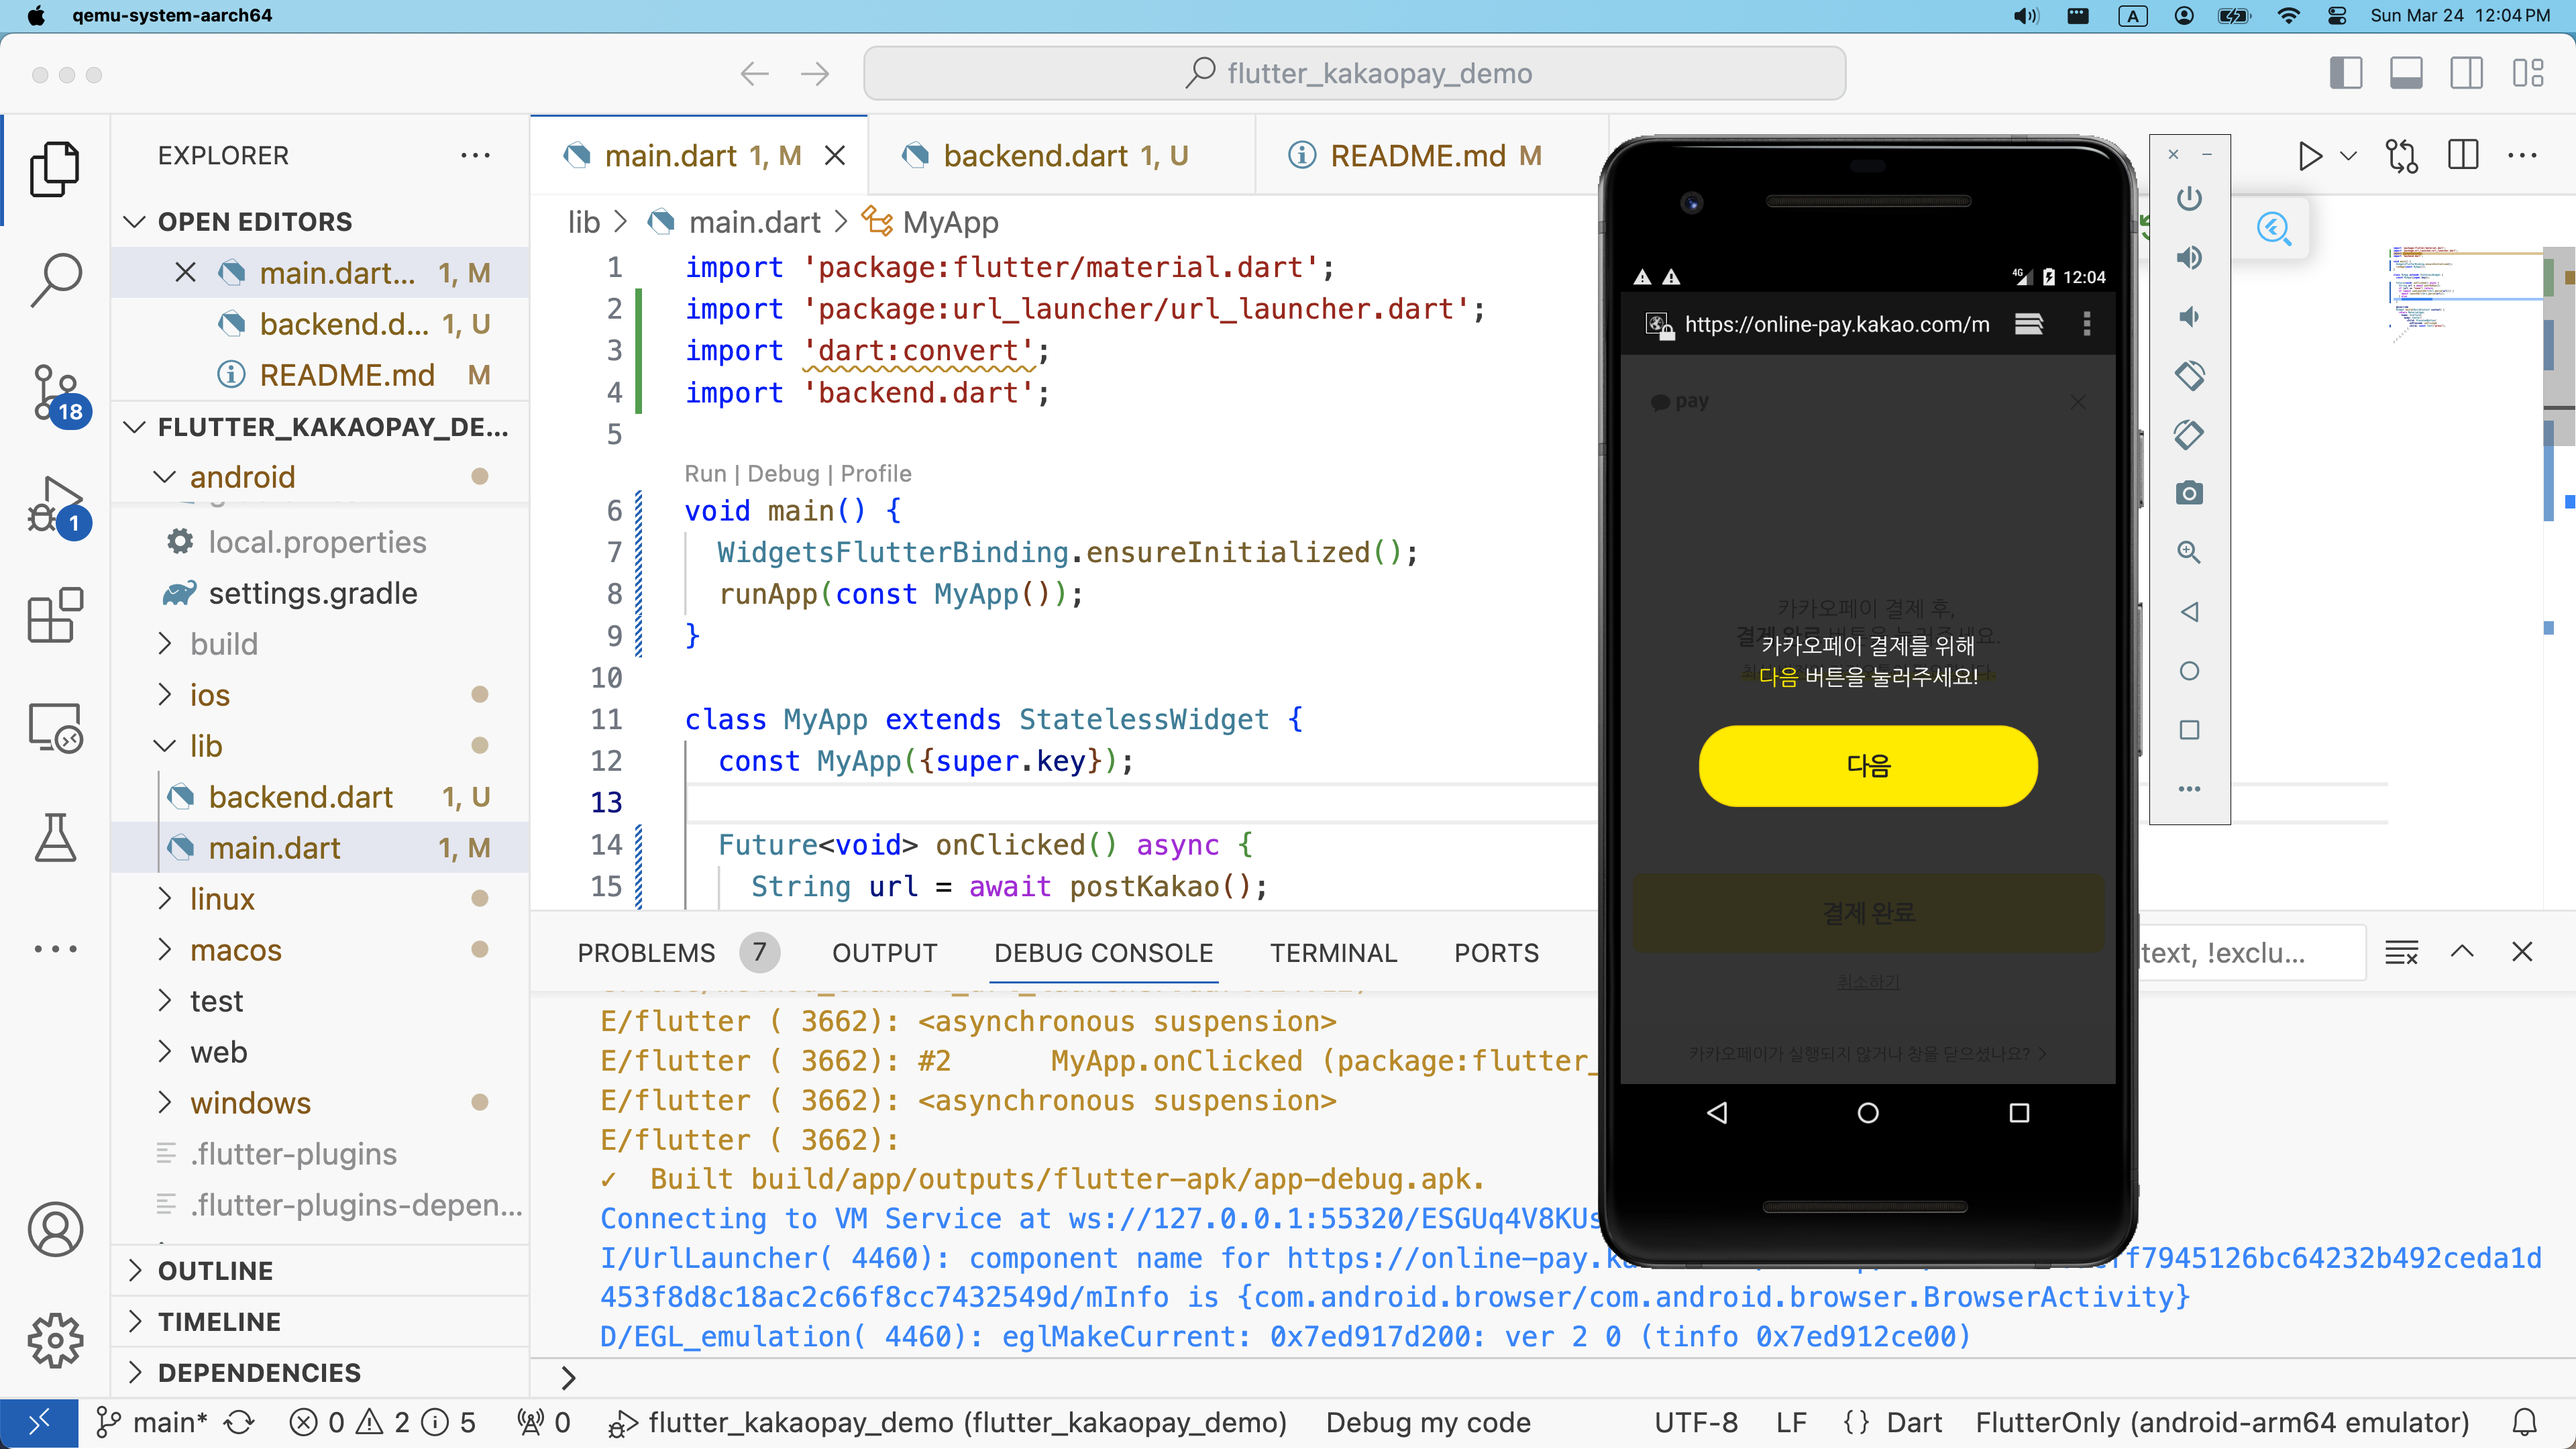 qemu-system-aarch64
A
Sun Mar 24 12:04 PM
flutter_kakaopay_demo
EXPLORER
OPEN EDITORS
main.dart... 1, M
backend.d... 1, U
README.md M
FLUTTER_KAKAOPAY_DE...
android
local.properties
settings.gradle
build
ios
lib
backend.dart 1, U
main.dart 1, M
linux
macos
test
web
windows
.flutter-plugins
.flutter-plugins-depen...
OUTLINE
TIMELINE
DEPENDENCIES
18
1
main.dart 1, M
backend.dart 1, U
README.md M
lib > main.dart > MyApp
1 import 'package:flutter/material.dart';
2 import 'package:url_launcher/url_launcher.dart';
3 import 'dart:convert';
4 import 'backend.dart';
5
Run | Debug | Profile
6 void main() {
7 WidgetsFlutterBinding.ensureInitialized();
8 runApp(const MyApp());
9 }
10
11 class MyApp extends StatelessWidget {
12 const MyApp({super.key});
13
14 Future<void> onClicked() async {
15 String url = await postKakao();
4G 12:04
https://online-pay.kakao.com/m
pay
카카오페이 결제 후,
결제 완료 버튼을 눌러주세요.
카카오페이 결제를 위해
다음 버튼을 눌러주세요!
다음
결제 완료
취소하기
카카오페이가 실행되지 않거나 창을 닫으셨나요? >
PROBLEMS 7 OUTPUT DEBUG CONSOLE TERMINAL PORTS
text, !exclu...
E/flutter ( 3662): <asynchronous suspension>
E/flutter ( 3662): #2 MyApp.onClicked (package:flutter_
E/flutter ( 3662): <asynchronous suspension>
E/flutter ( 3662):
✓ Built build/app/outputs/flutter-apk/app-debug.apk.
Connecting to VM Service at ws://127.0.0.1:55320/ESGUq4V8KUs
I/UrlLauncher( 4460): component name for https://online-pay.k ff7945126bc64232b492ceda1d
453f8d8c18ac2c66f8cc7432549d/mInfo is {com.android.browser/com.android.browser.BrowserActivity}
D/EGL_emulation( 4460): eglMakeCurrent: 0x7ed917d200: ver 2 0 (tinfo 0x7ed912ce00)
>
main* 0 2 5 0 flutter_kakaopay_demo (flutter_kakaopay_demo) Debug my code UTF-8 LF {} Dart FlutterOnly (android-arm64 emulator)